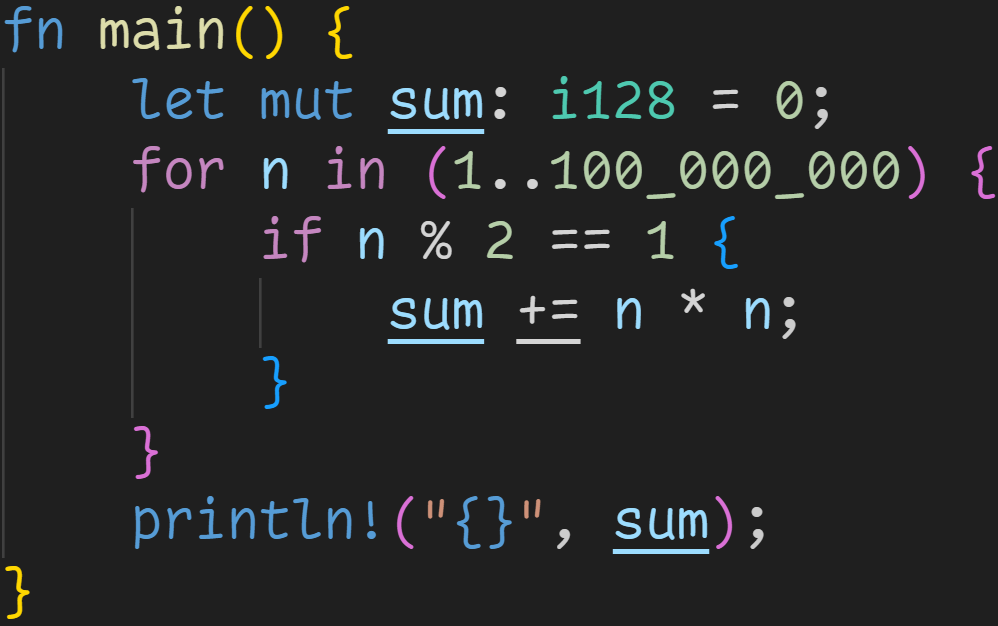 fn main() {
    let mut sum: i128 = 0;
    for n in (1..100_000_000) {
        if n % 2 == 1 {
            sum += n * n;
        }
    }
    println!("{}", sum);
}